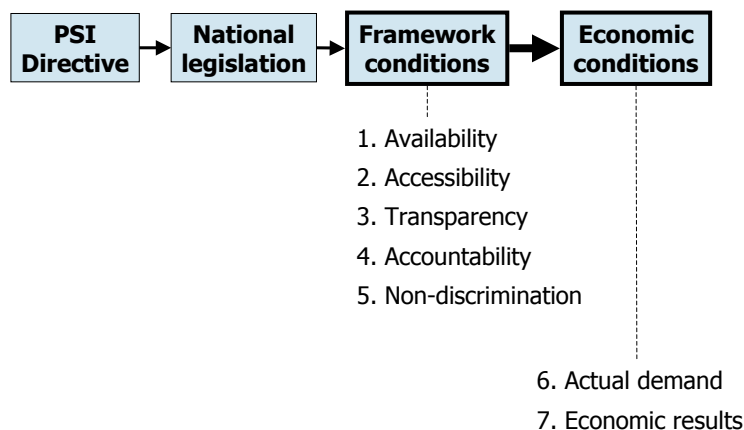 PSI
Directive
National
legislation
Framework
conditions
Economic
conditions
1. Availability
2. Accessibility
3. Transparency
4. Accountability
5. Non-discrimination
6. Actual demand
7. Economic results